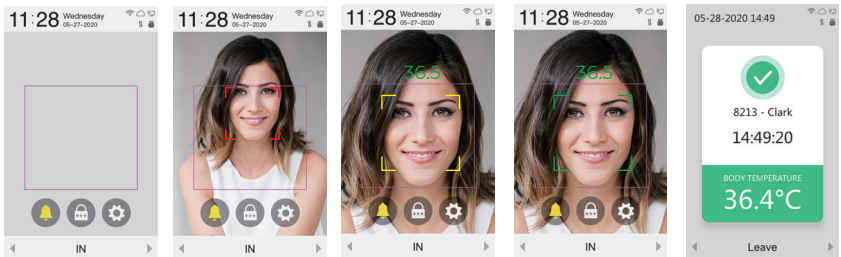 11:28 Wednesday
05-27-2020
IN
11:28 Wednesday
05-27-2020
IN
11:28 Wednesday
05-27-2020
36.5
IN
11:28 Wednesday
05-27-2020
36.5
IN
05-28-2020 14:49
8213 - Clark
14:49:20
BODY TEMPERATURE
36.4°C
Leave